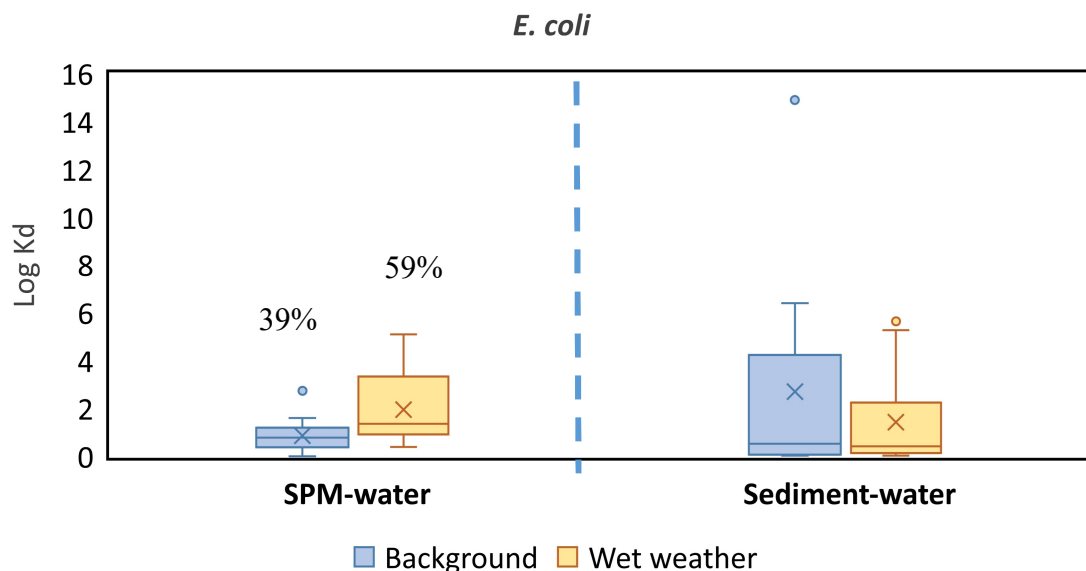 E. coli
16
14
12
10
8
6
4
2
0
Log Kd
59%
39%
SPM-water Sediment-water
Background Wet weather